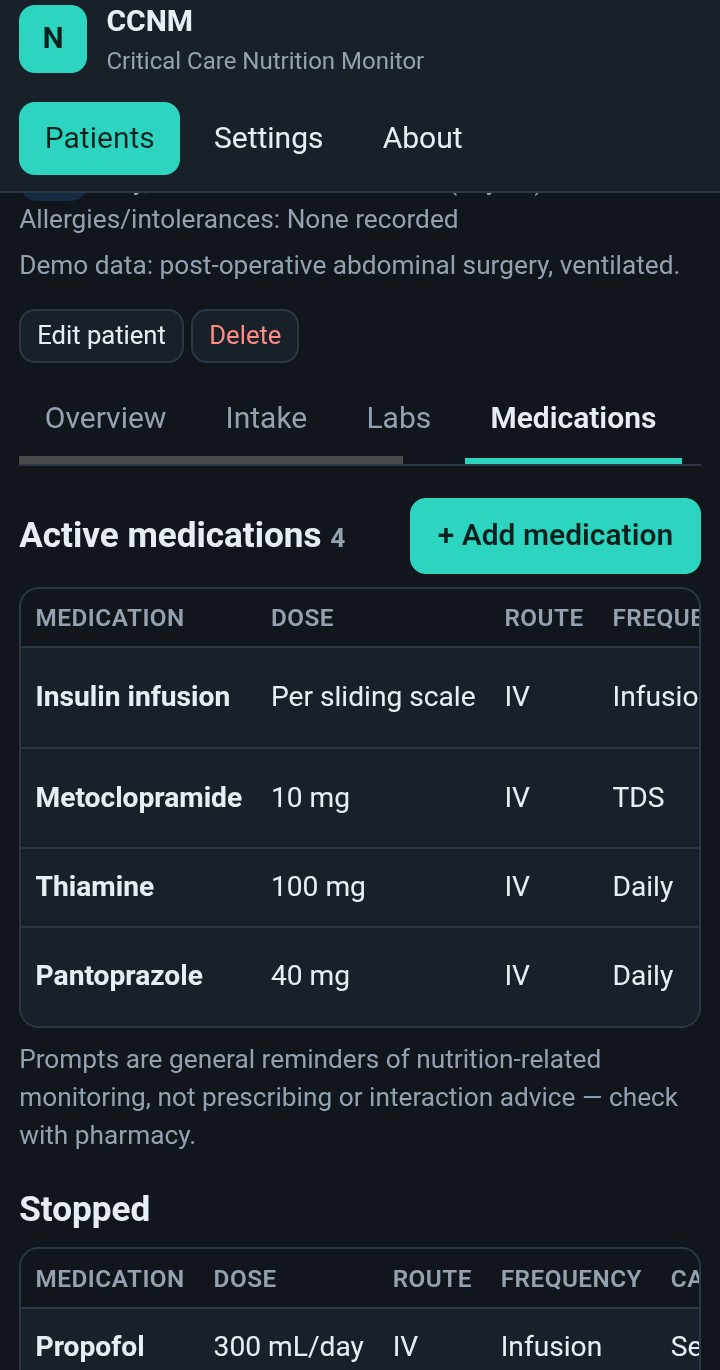 N
CCNM
Critical Care Nutrition Monitor
Patients Settings About
Allergies/intolerances: None recorded
Demo data: post-operative abdominal surgery, ventilated.
Edit patient Delete
Overview Intake Labs Medications
Active medications 4 + Add medication
MEDICATION DOSE ROUTE FREQUE
Insulin infusion Per sliding scale IV Infusio
Metoclopramide 10 mg IV TDS
Thiamine 100 mg IV Daily
Pantoprazole 40 mg IV Daily
Prompts are general reminders of nutrition-related
monitoring, not prescribing or interaction advice — check
with pharmacy.
Stopped
MEDICATION DOSE ROUTE FREQUENCY CA
Propofol 300 mL/day IV Infusion Se